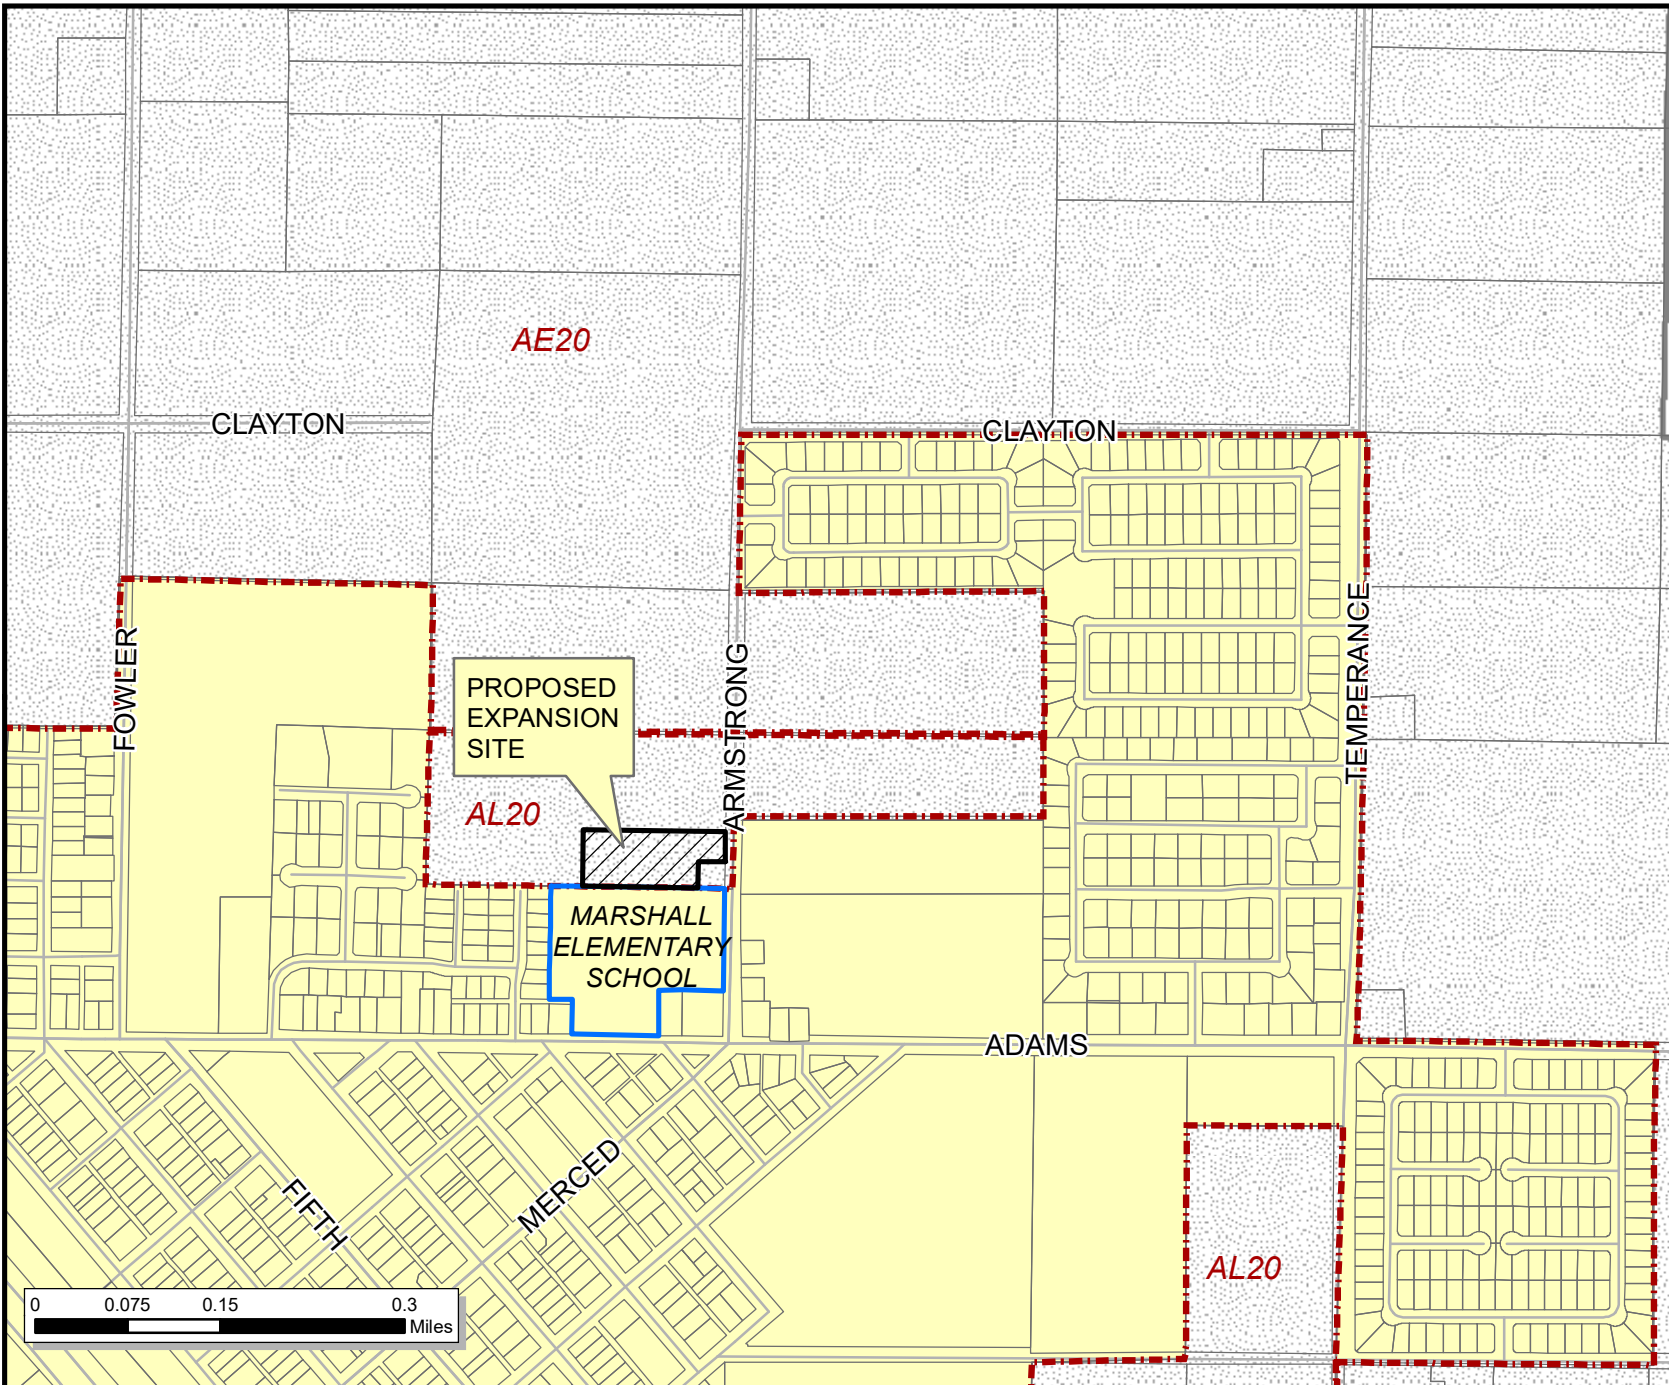 AE20
CLAYTON
CLAYTON
FOWLER
PROPOSED
EXPANSION
SITE
ARMSTRONG
TEMPERANCE
AL20
MARSHALL
ELEMENTARY
SCHOOL
ADAMS
FIFTH
MERCED
AL20
0 0.075 0.15 0.3
Miles